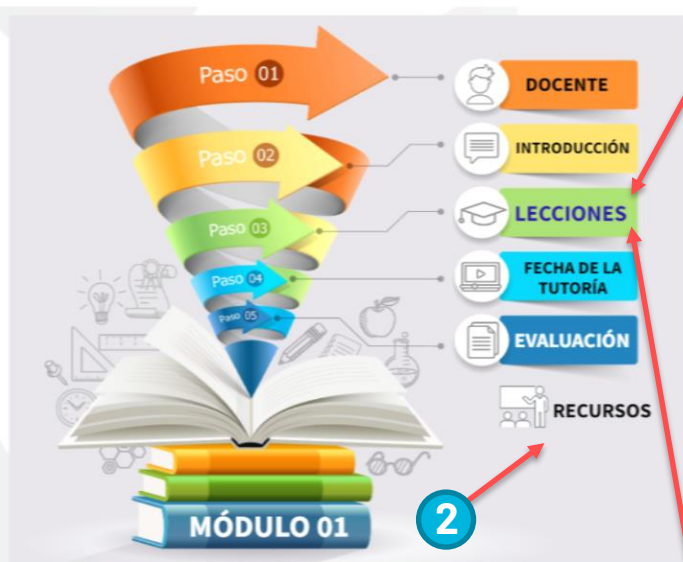 Paso 01
DOCENTE
Paso 02
INTRODUCCIÓN
Paso 03
LECCIONES
Paso 04
FECHA DE LA
TUTORÍA
Paso 05
EVALUACIÓN
RECURSOS
2
MÓDULO 01